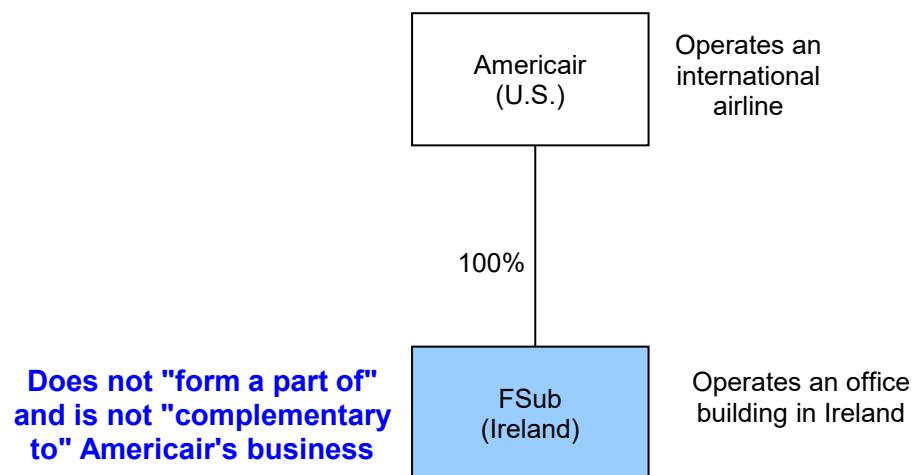 Americair
(U.S.)
Operates an
international
airline
100%
Does not "form a part of"
and is not "complementary
to" Americair's business
FSub
(Ireland)
Operates an office
building in Ireland